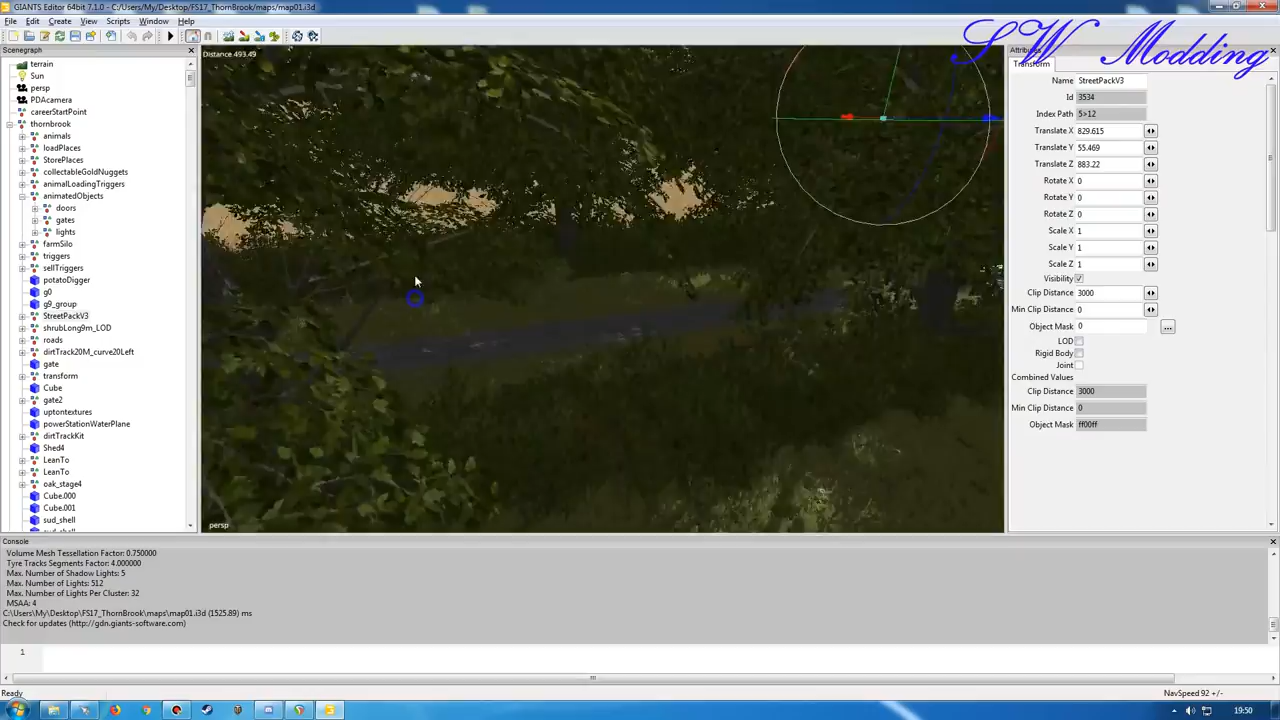 GIANTS Editor 64bit 7.1.0 - C:/Users/My/Desktop/FS17_ThornBrook/maps/map01.i3d
File Edit Create View Scripts Window Help
SW Modding
Scenegraph
terrain
Sun
persp
PDAcamera
careerStartPoint
thornbrook
animals
loadPlaces
StorePlaces
collectableGoldNuggets
animalLoadingTriggers
animatedObjects
doors
gates
lights
farmSilo
triggers
sellTriggers
potatoDigger
g0
g9_group
StreetPackV3
shrubLong9m_LOD
roads
dirtTrack20M_curve20Left
gate
transform
Cube
gate2
uptontextures
powerStationWaterPlane
dirtTrackKit
Shed4
LeanTo
LeanTo
oak_stage4
Cube.000
Cube.001
sud_shell
sud_shell
Distance 493.49
persp
Attributes
Transform
Name StreetPackV3
Id 3534
Index Path 5>12
Translate X 829.615
Translate Y 55.469
Translate Z 883.22
Rotate X 0
Rotate Y 0
Rotate Z 0
Scale X 1
Scale Y 1
Scale Z 1
Visibility
Clip Distance 3000
Min Clip Distance 0
Object Mask 0 ...
LOD
Rigid Body
Joint
Combined Values
Clip Distance 3000
Min Clip Distance 0
Object Mask ff00ff
Console
Volume Mesh Tessellation Factor: 0.750000
Tyre Tracks Segments Factor: 4.000000
Max. Number of Shadow Lights: 5
Max. Number of Lights: 512
Max. Number of Lights Per Cluster: 32
MSAA: 4
C:\Users\My\Desktop\FS17_ThornBrook\maps\map01.i3d (1525.89) ms
Check for updates (http://gdn.giants-software.com)
1
Ready
NavSpeed 92 +/-
19:50